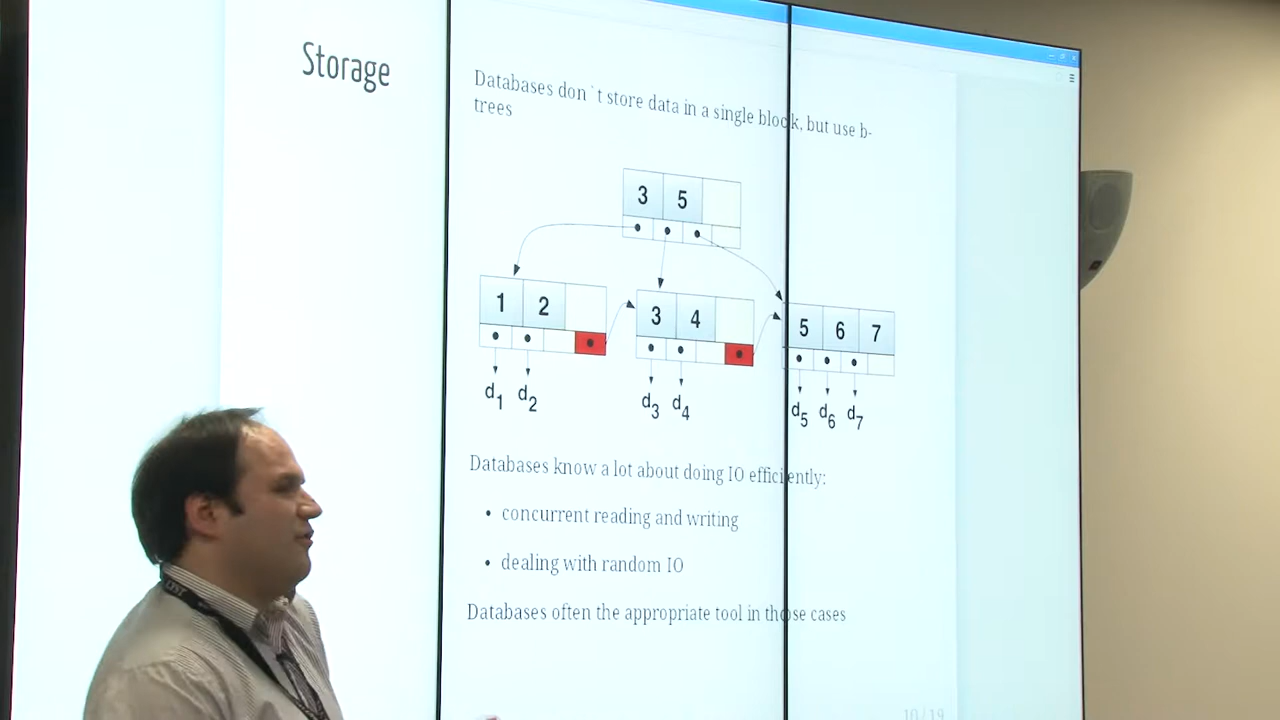 Storage
Databases don`t store data in a single block, but use b-
trees
3 5
1 2
3 4
5 6 7
d1 d2
d3 d4
d5 d6 d7
Databases know a lot about doing IO efficiently:
• concurrent reading and writing
• dealing with random IO
Databases often the appropriate tool in those cases
10/19